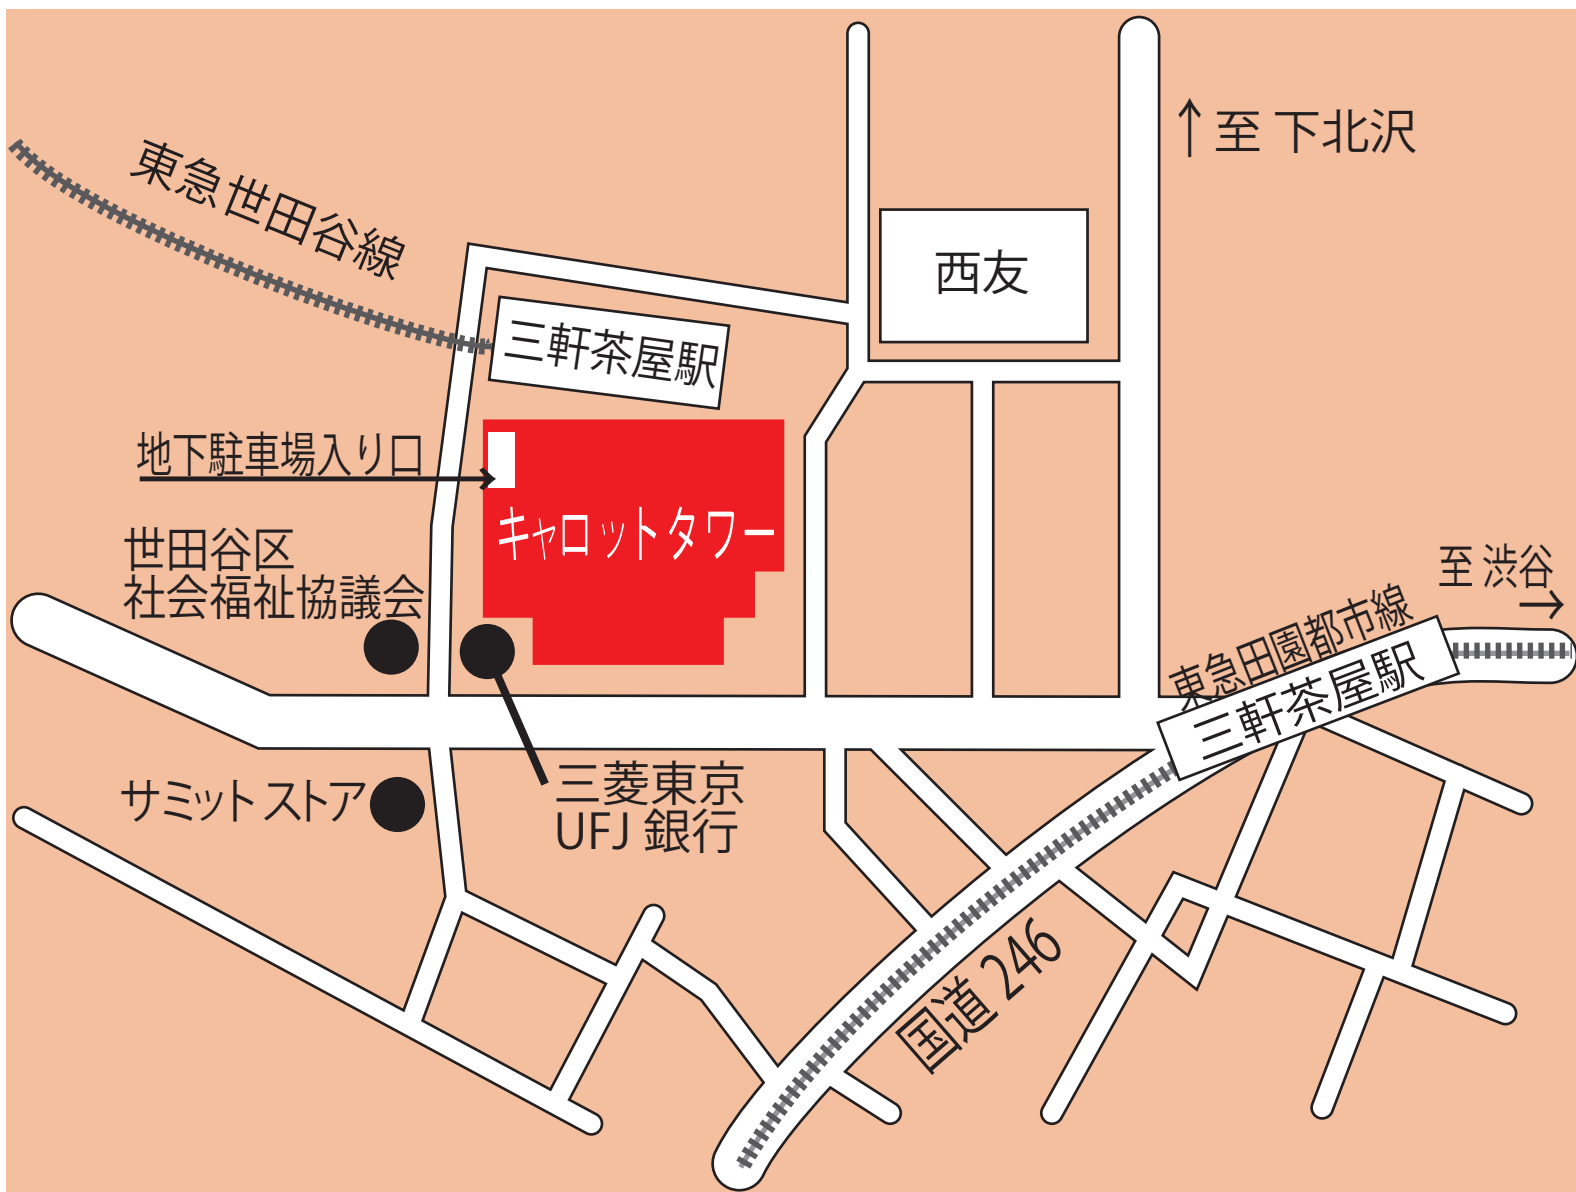 ↑至 下北沢
東急世田谷線
西友
三軒茶屋駅
地下駐車場入り口
キャロットタワー
世田谷区
社会福祉協議会
至 渋谷
→
東急田園都市線
三軒茶屋駅
サミットストア
三菱東京
UFJ 銀行
国道 246